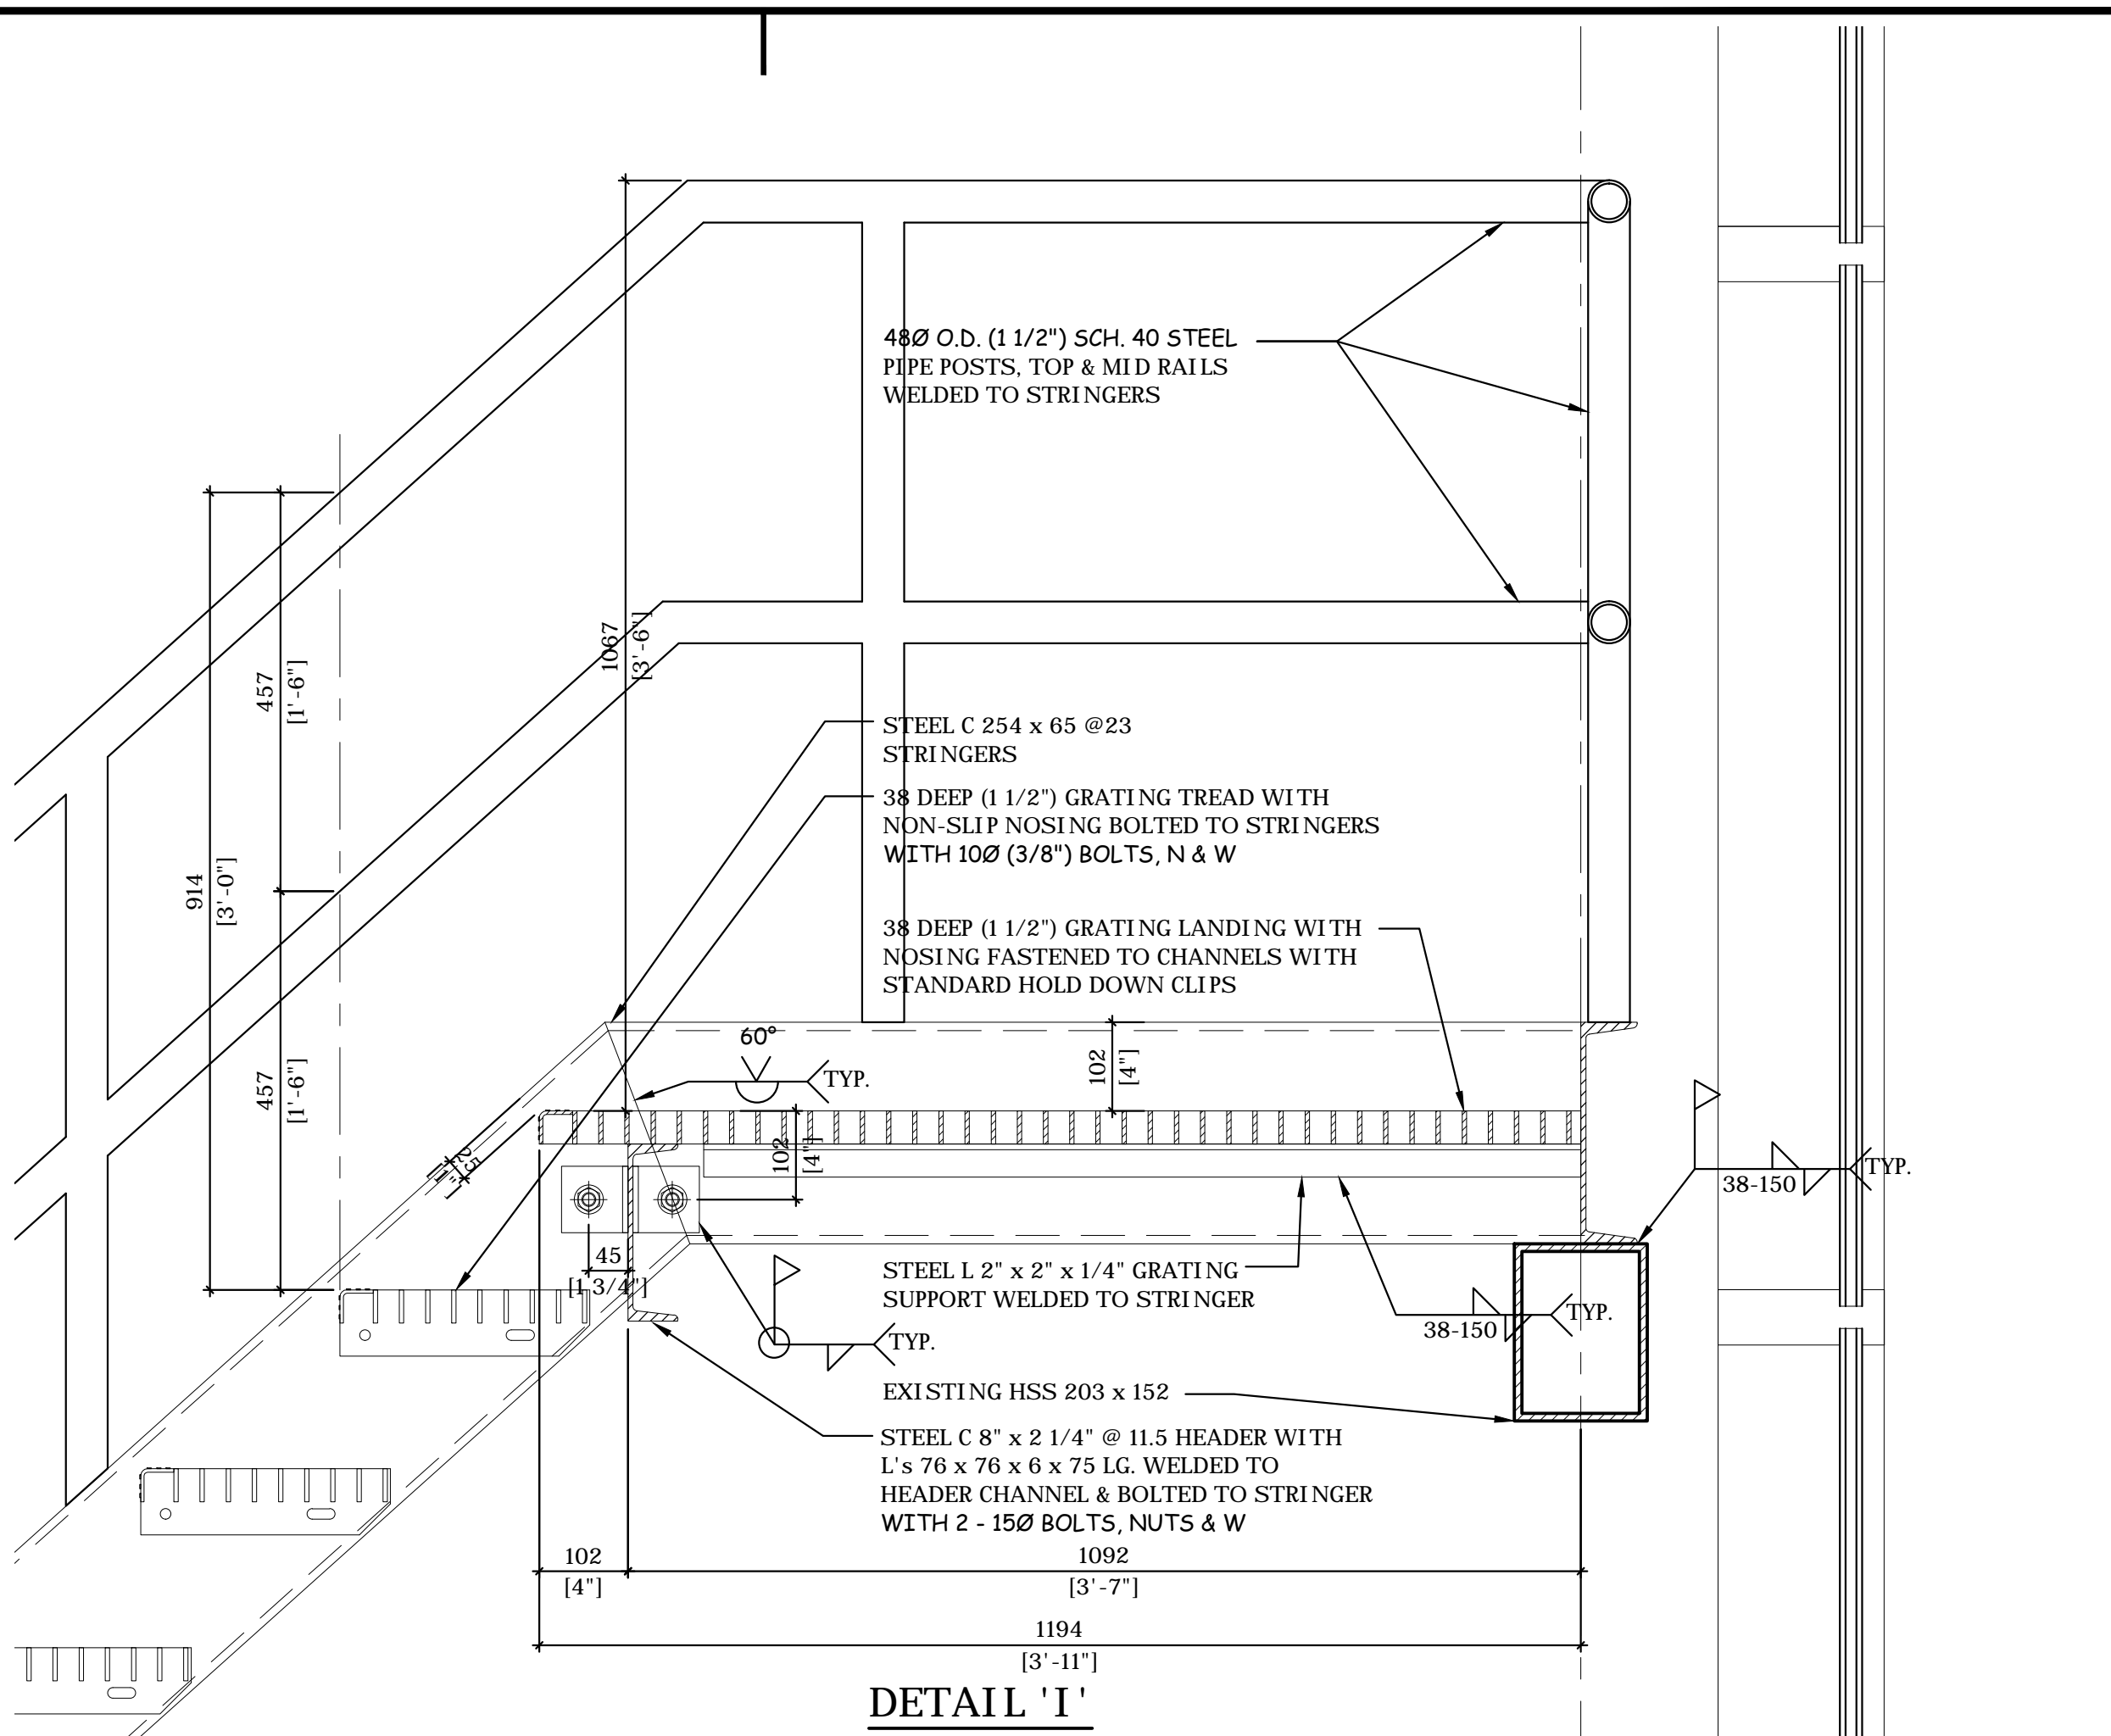 48Ø O.D. (1 1/2") SCH. 40 STEEL
PIPE POSTS, TOP & MID RAILS
WELDED TO STRINGERS
1067
[3'-6"]
457
[1'-6"]
914
[3'-0"]
457
[1'-6"]
STEEL C 254 x 65 @23
STRINGERS
38 DEEP (1 1/2") GRATING TREAD WITH
NON-SLIP NOSING BOLTED TO STRINGERS
WITH 10Ø (3/8") BOLTS, N & W
38 DEEP (1 1/2") GRATING LANDING WITH
NOSING FASTENED TO CHANNELS WITH
STANDARD HOLD DOWN CLIPS
60°
TYP.
102
[4"]
102
[4"]
25
[1"]
45
[1 3/4"]
38-150
TYP.
STEEL L 2" x 2" x 1/4" GRATING
SUPPORT WELDED TO STRINGER
38-150
TYP.
TYP.
EXISTING HSS 203 x 152
STEEL C 8" x 2 1/4" @ 11.5 HEADER WITH
L's 76 x 76 x 6 x 75 LG. WELDED TO
HEADER CHANNEL & BOLTED TO STRINGER
WITH 2 - 15Ø BOLTS, NUTS & W
102
[4"]
1092
[3'-7"]
1194
[3'-11"]
DETAIL 'I'